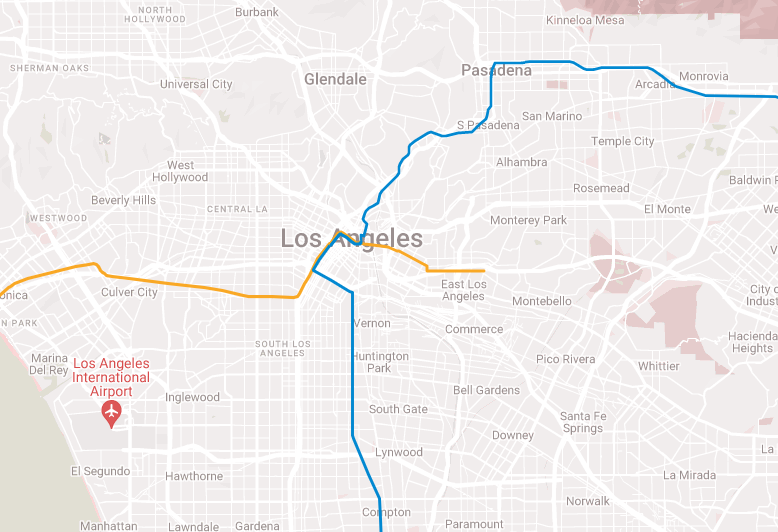 NORTH
HOLLYWOOD
Burbank
Kinneloa Mesa
SHERMAN OAKS
Universal City
Glendale
Pasadena
Arcadia
Monrovia
San Marino
S Pasadena
Temple City
West
Hollywood
Alhambra
Beverly Hills
Rosemead
Baldwin P
CENTRAL LA
WESTWOOD
Monterey Park
El Monte
We
Los Angeles
V
onica
Culver City
East Los
Angeles
City of
Indust
Montebello
N PARK
Vernon
Commerce
SOUTH LOS
ANGELES
Hacienda
Heights
Marina
Del Rey
Los Angeles
International
Airport
Huntington
Park
Pico Rivera
Whittier
Inglewood
Bell Gardens
South Gate
Santa Fe
Springs
Downey
Lynwood
La
El Segundo
Hawthorne
La Mirada
Norwalk
Compton
Manhattan
Lawndale
Gardena
Paramount